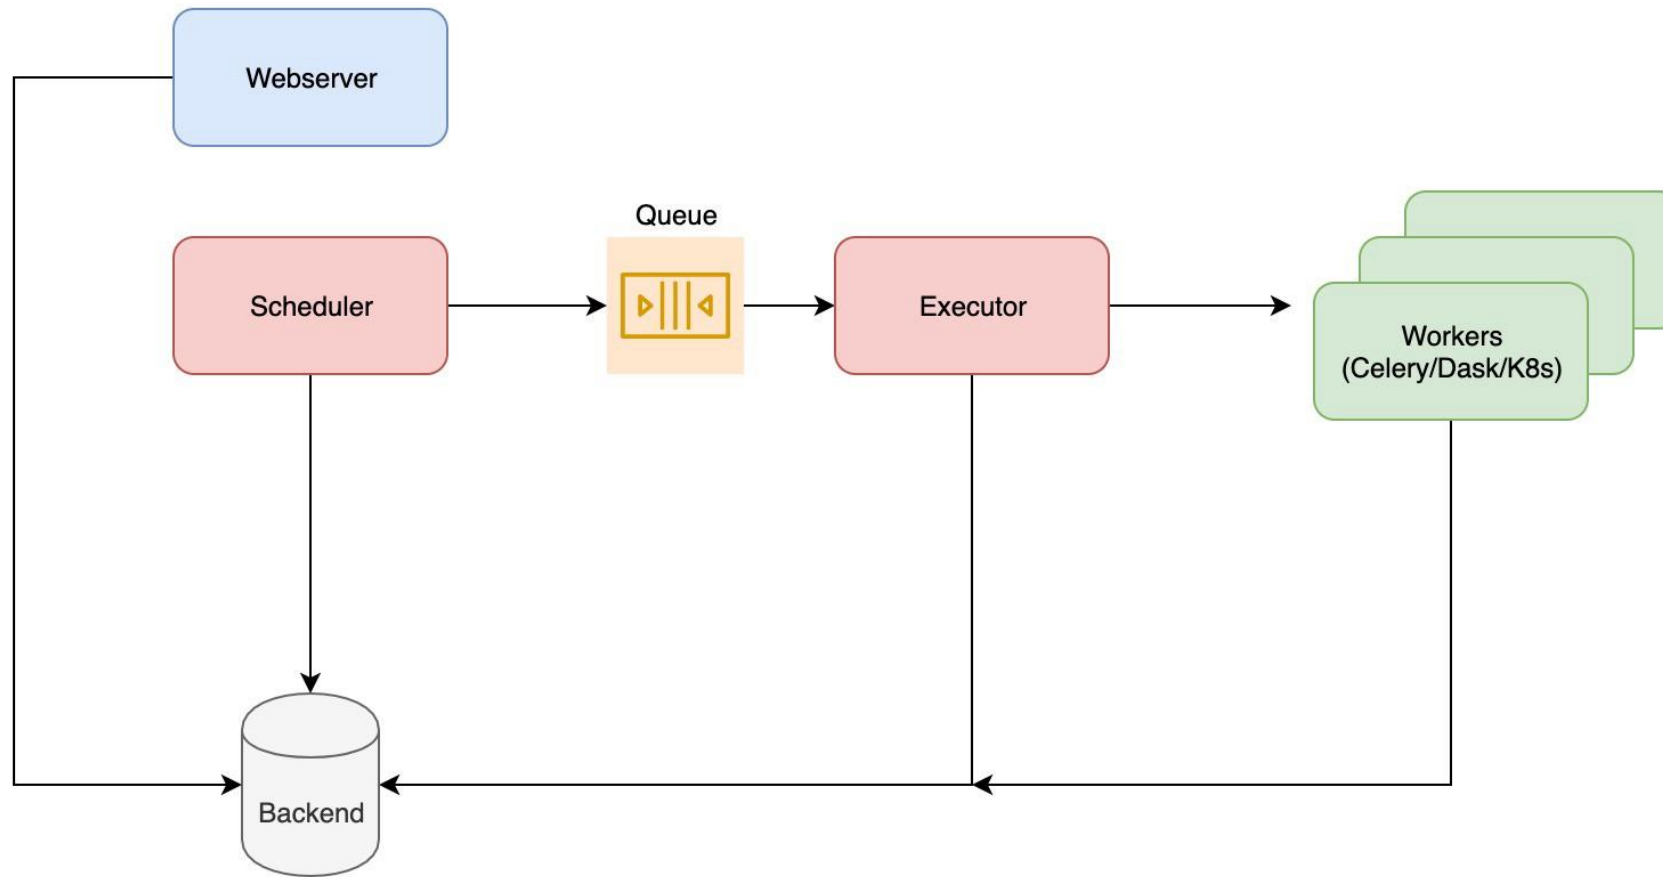 Webserver
Queue
Scheduler
Executor
Workers
(Celery/Dask/K8s)
Backend